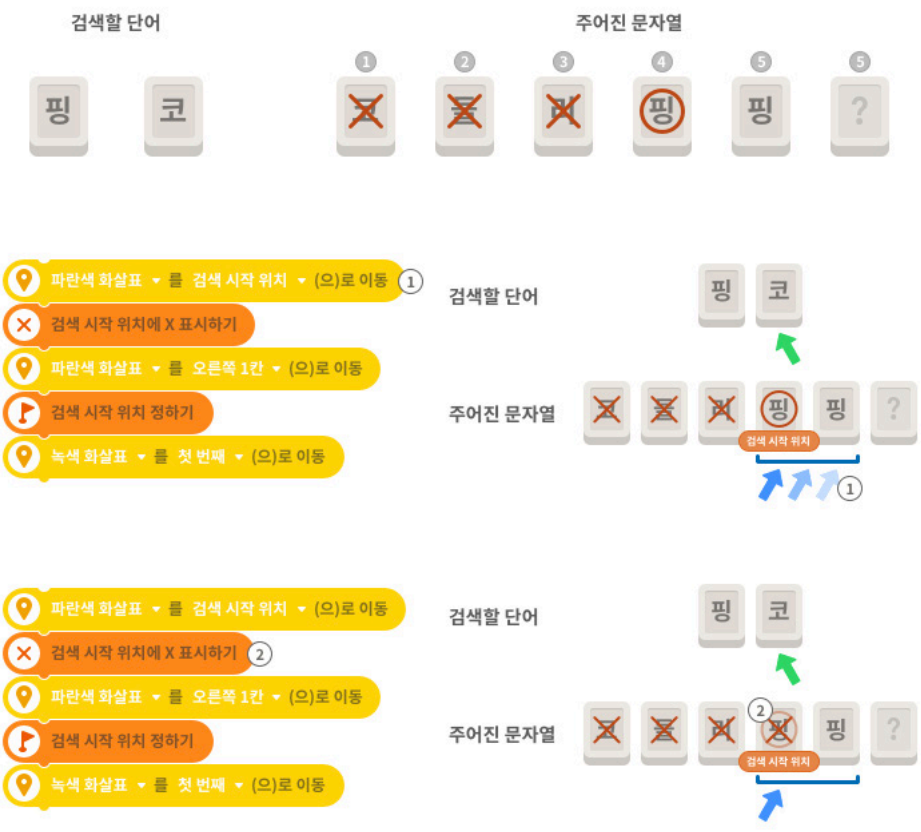 검색할 단어
주어진 문자열
1 2 3 4 5 5
핑 코 코 롤 러 핑 핑 ?
파란색 화살표 를 검색 시작 위치 (으)로 이동 1
검색 시작 위치에 X 표시하기
파란색 화살표 를 오른쪽 1칸 (으)로 이동
검색 시작 위치 정하기
녹색 화살표 를 첫 번째 (으)로 이동
검색할 단어
핑 코
주어진 문자열
코 롤 러 핑 핑 ?
검색 시작 위치
1
파란색 화살표 를 검색 시작 위치 (으)로 이동
검색 시작 위치에 X 표시하기 2
파란색 화살표 를 오른쪽 1칸 (으)로 이동
검색 시작 위치 정하기
녹색 화살표 를 첫 번째 (으)로 이동
검색할 단어
핑 코
2
주어진 문자열
코 롤 러 핑 핑 ?
검색 시작 위치